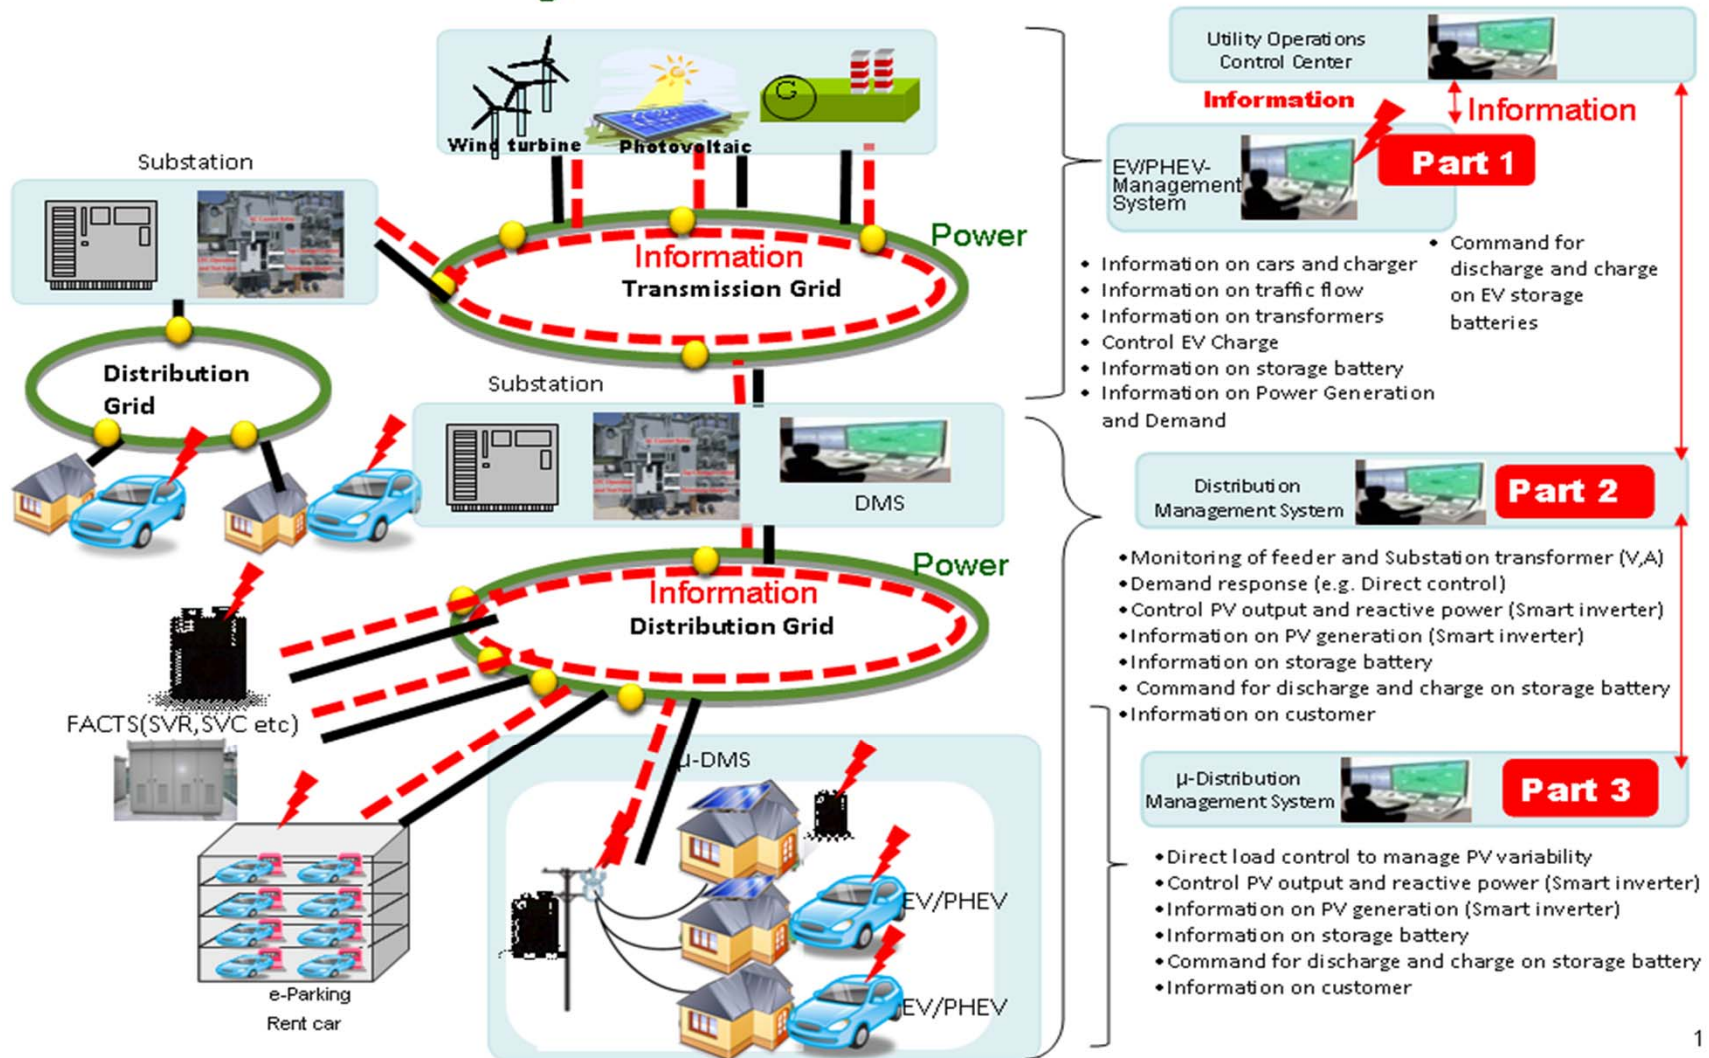 Utility Operations
Control Center
Information
Information
G
Wind turbine
Photovoltaic
Substation
EV/PHEV-
Management
System
Part 1
Power
Information
Transmission Grid
• Information on cars and charger
• Information on traffic flow
• Information on transformers
• Control EV Charge
• Information on storage battery
• Information on Power Generation
and Demand
• Command for
discharge and charge
on EV storage
batteries
Distribution
Grid
Substation
DMS
Distribution
Management System
Part 2
Power
Information
Distribution Grid
•Monitoring of feeder and Substation transformer (V,A)
•Demand response (e.g. Direct control)
•Control PV output and reactive power (Smart inverter)
•Information on PV generation (Smart inverter)
•Information on storage battery
• Command for discharge and charge on storage battery
•Information on customer
FACTS(SVR,SVC etc)
μ-DMS
μ-Distribution
Management System
Part 3
•Direct load control to manage PV variability
•Control PV output and reactive power (Smart inverter)
•Information on PV generation (Smart inverter)
•Information on storage battery
•Command for discharge and charge on storage battery
•Information on customer
EV/PHEV
EV/PHEV
e-Parking
Rent car
1